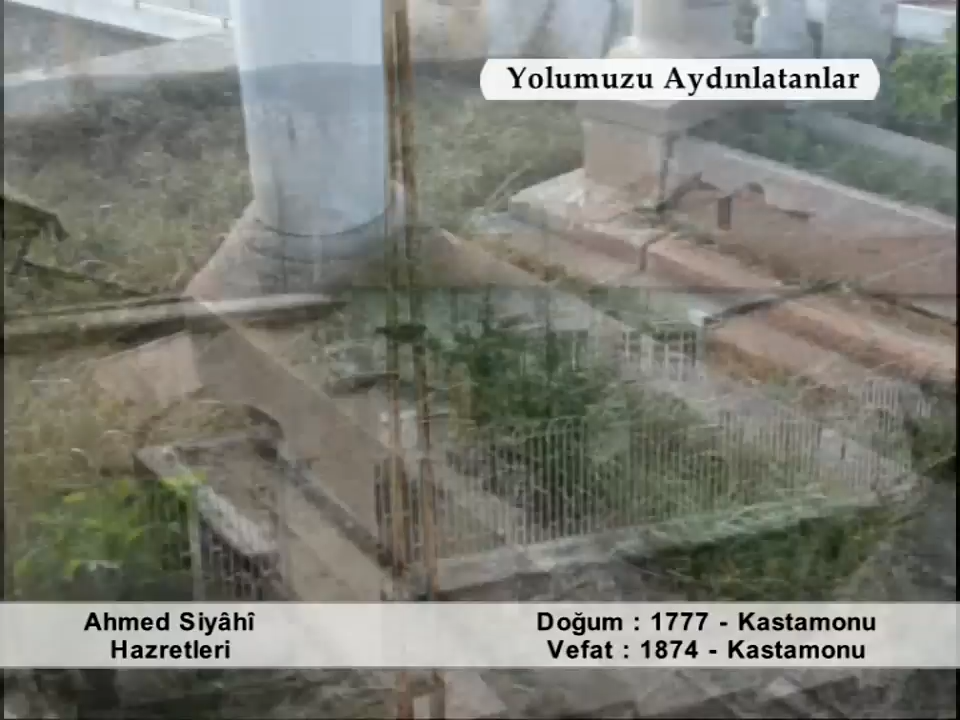 Yolumuzu Aydınlatanlar
Ahmed Siyâhî
Hazretleri
Doğum : 1777 - Kastamonu
Vefat : 1874 - Kastamonu